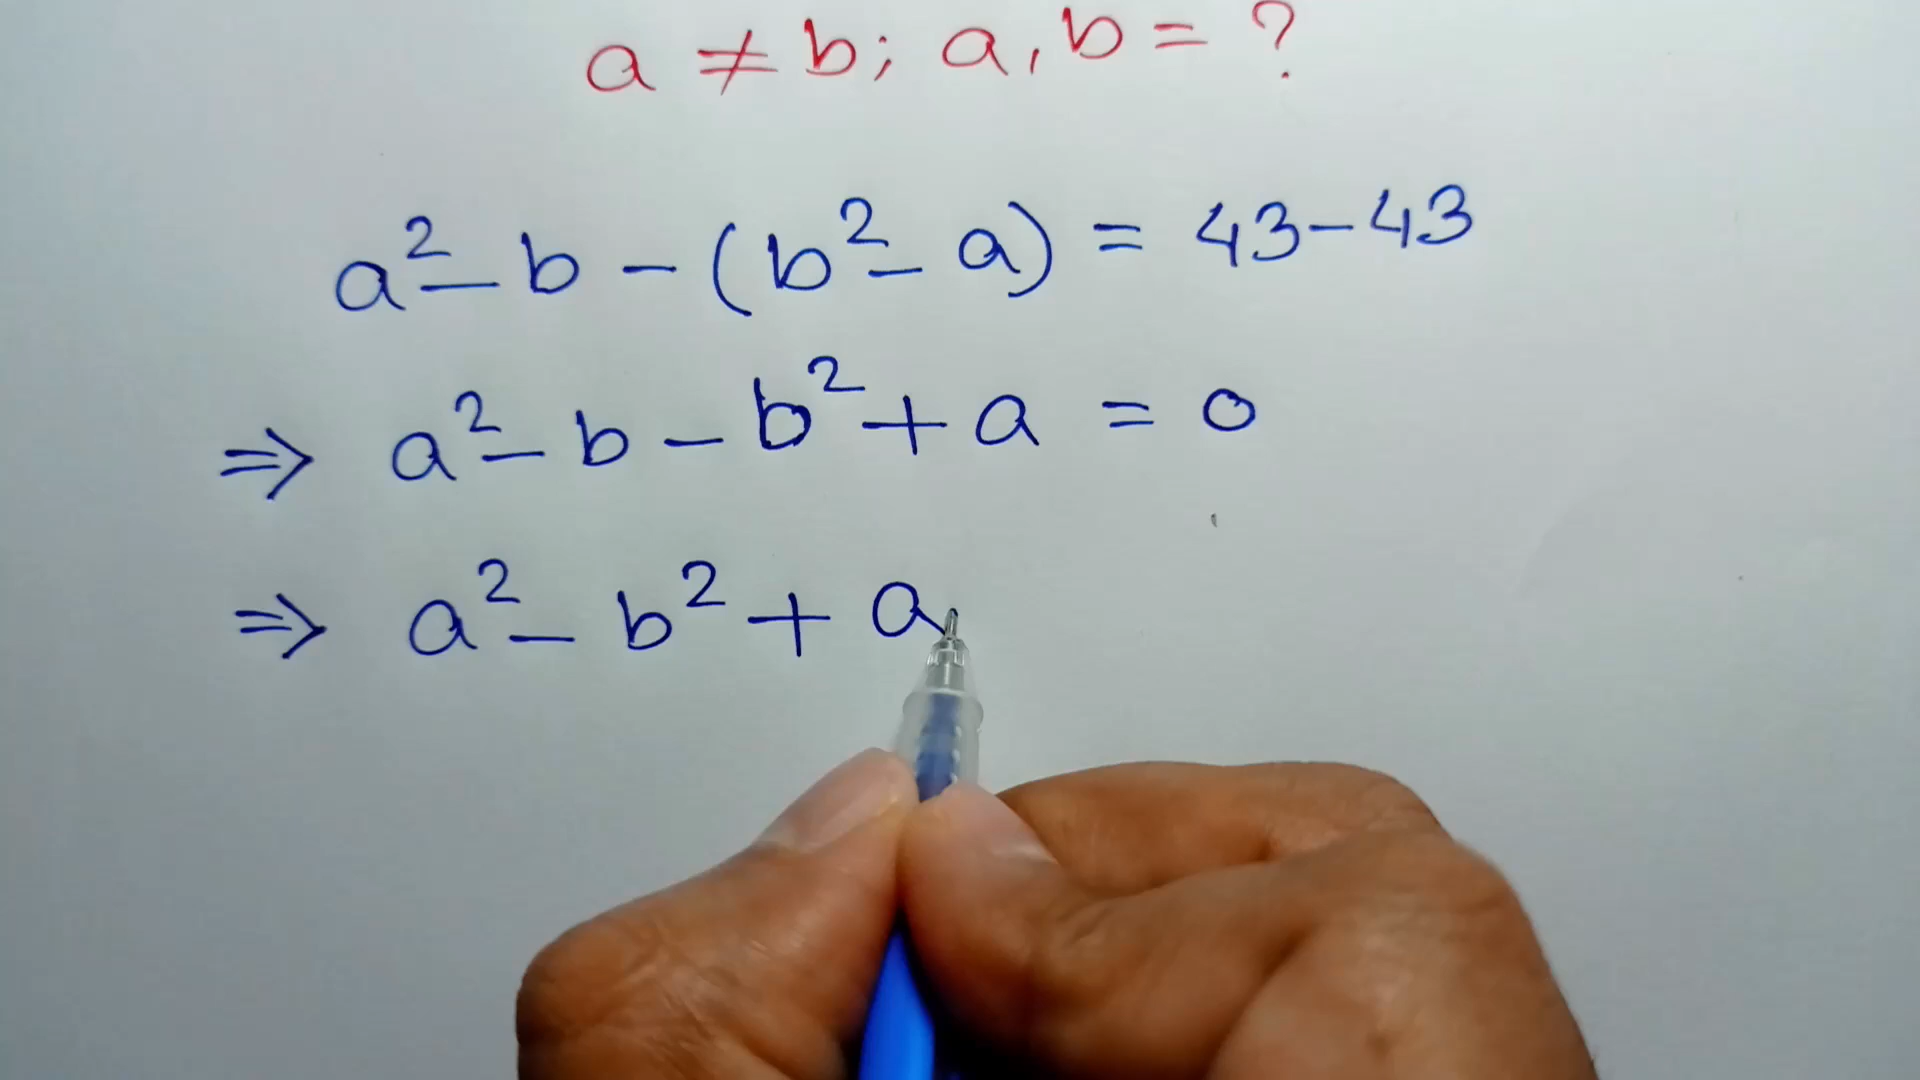 a ≠ b; a, b = ?
a² - b - (b² - a) = 43 - 43
⇒ a² - b - b² + a = 0
⇒ a² - b² + a